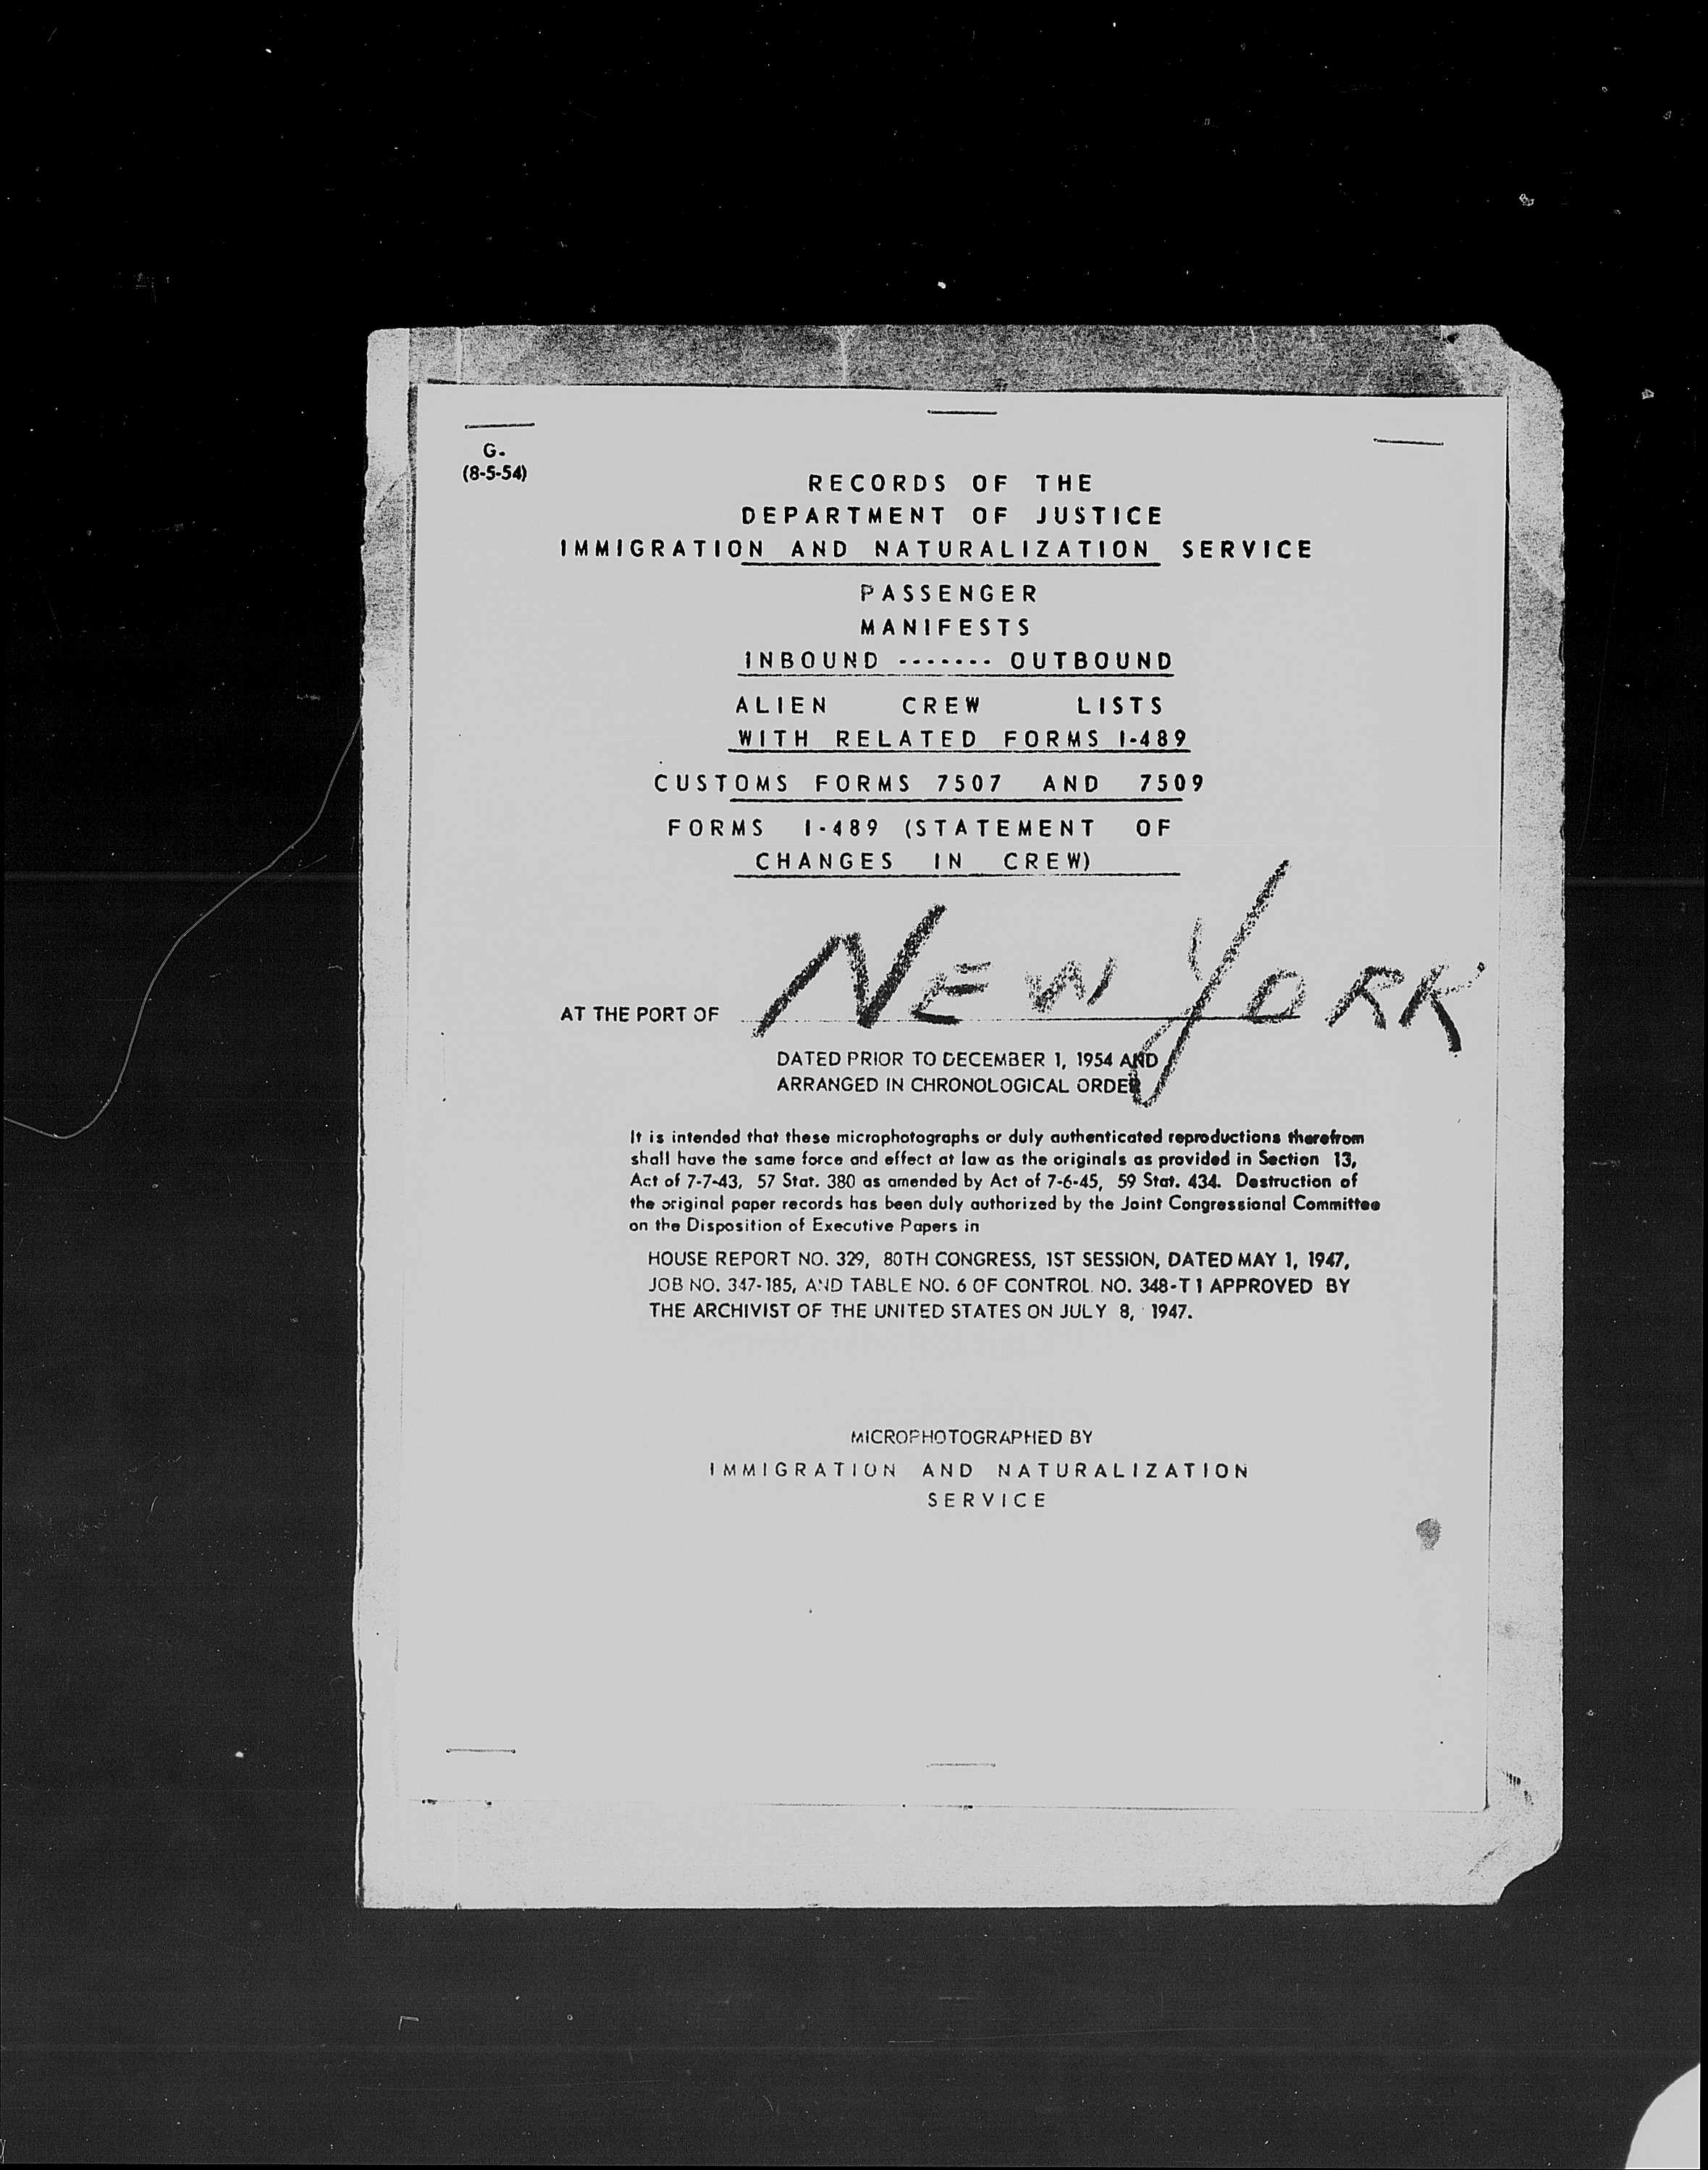 G.
(8-5-54)
RECORDS OF THE
DEPARTMENT OF JUSTICE
IMMIGRATION AND NATURALIZATION SERVICE
PASSENGER
MANIFESTS
INBOUND ------- OUTBOUND
ALIEN CREW LISTS
WITH RELATED FORMS I-489
CUSTOMS FORMS 7507 AND 7509
FORMS I-489 (STATEMENT OF
CHANGES IN CREW)
AT THE PORT OF NEW YORK
DATED PRIOR TO DECEMBER 1, 1954 AND
ARRANGED IN CHRONOLOGICAL ORDER
It is intended that these microphotographs or duly authenticated reproductions therefrom
shall have the same force and effect at law as the originals as provided in Section 13,
Act of 7-7-43, 57 Stat. 380 as amended by Act of 7-6-45, 59 Stat. 434. Destruction of
the original paper records has been duly authorized by the Joint Congressional Committee
on the Disposition of Executive Papers in
HOUSE REPORT NO. 329, 80TH CONGRESS, 1ST SESSION, DATED MAY 1, 1947,
JOB NO. 347-185, AND TABLE NO. 6 OF CONTROL NO. 348-T1 APPROVED BY
THE ARCHIVIST OF THE UNITED STATES ON JULY 8, 1947.
MICROPHOTOGRAPHED BY
IMMIGRATION AND NATURALIZATION
SERVICE